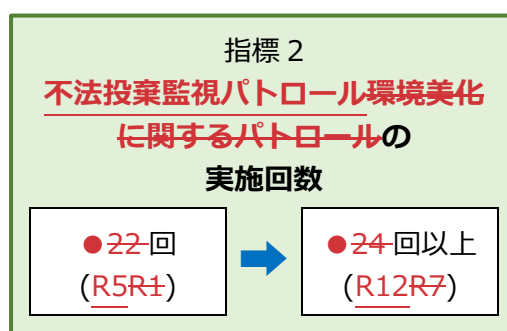 指標2
不法投棄監視パトロール環境美化
に関するパトロールの
実施回数
●22回
(R5R1)
●24回以上
(R12R7)